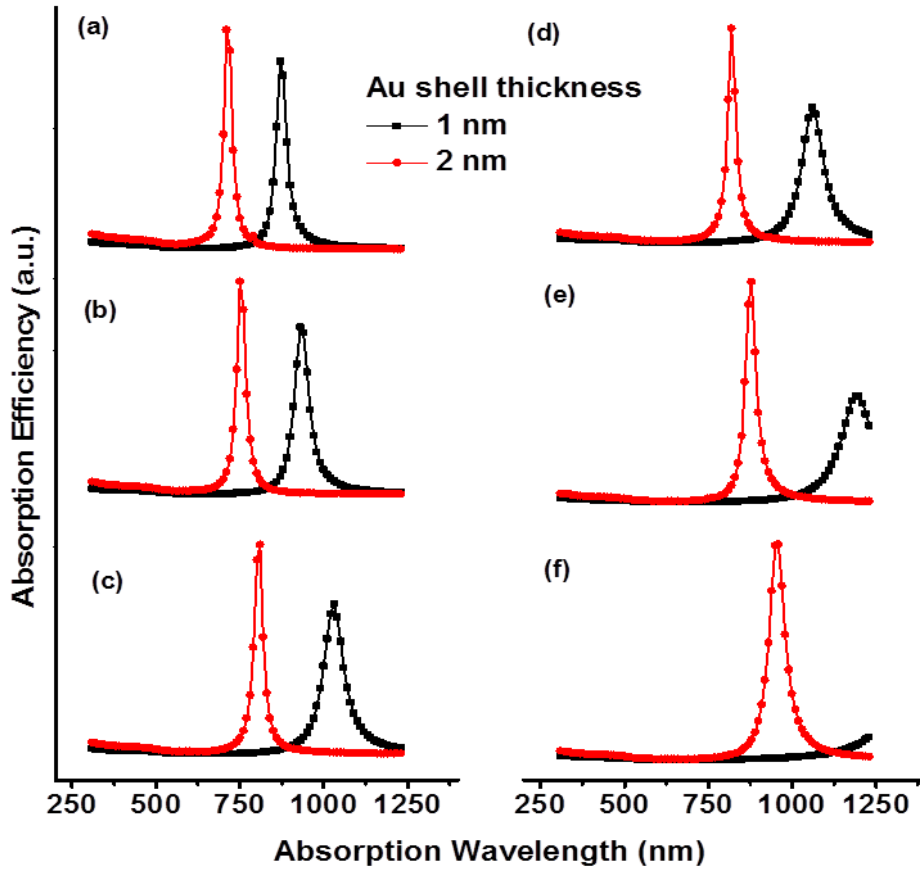 (a)
(d)
Au shell thickness
1 nm
2 nm
(b)
(e)
(c)
(f)
Absorption Efficiency (a.u.)
250 500 750 1000 1250
250 500 750 1000 1250
Absorption Wavelength (nm)